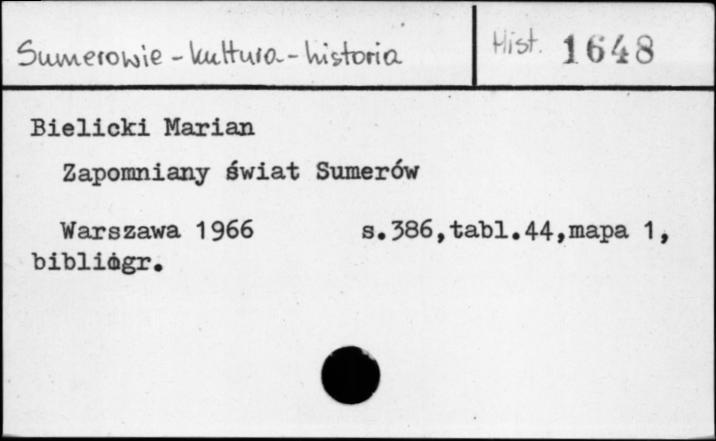 Sumerowie - kultura - historia
Hist. 1648
Bielicki Marian
Zapomniany świat Sumerów
Warszawa 1966 s.386,tabl.44,mapa 1,
bibliogr.